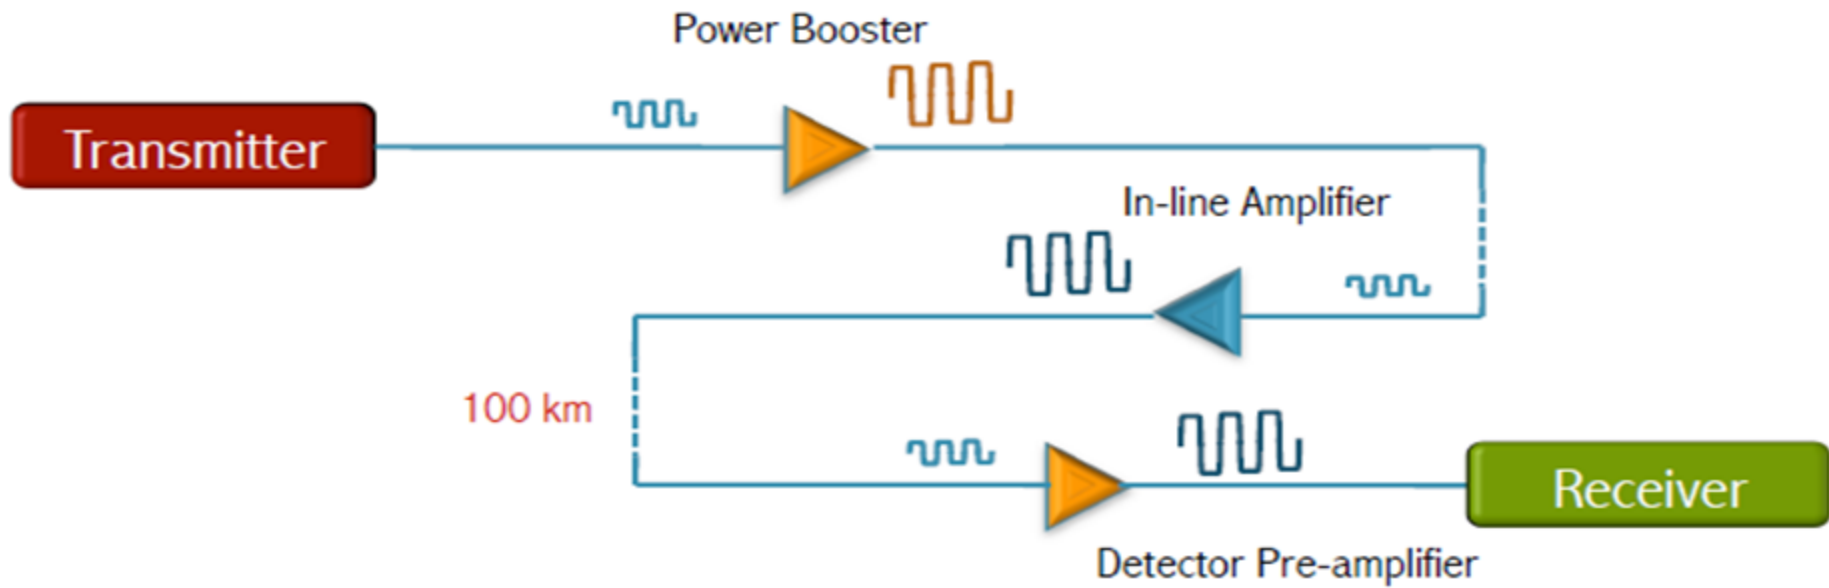 Power Booster
Transmitter
In-line Amplifier
100 km
Receiver
Detector Pre-amplifier